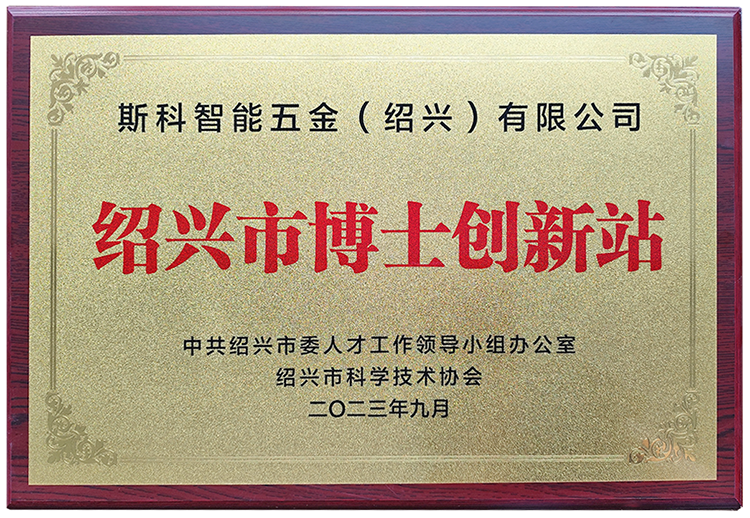 斯科智能五金（绍兴）有限公司
绍兴市博士创新站
中共绍兴市委人才工作领导小组办公室
绍兴市科学技术协会
二〇二三年九月